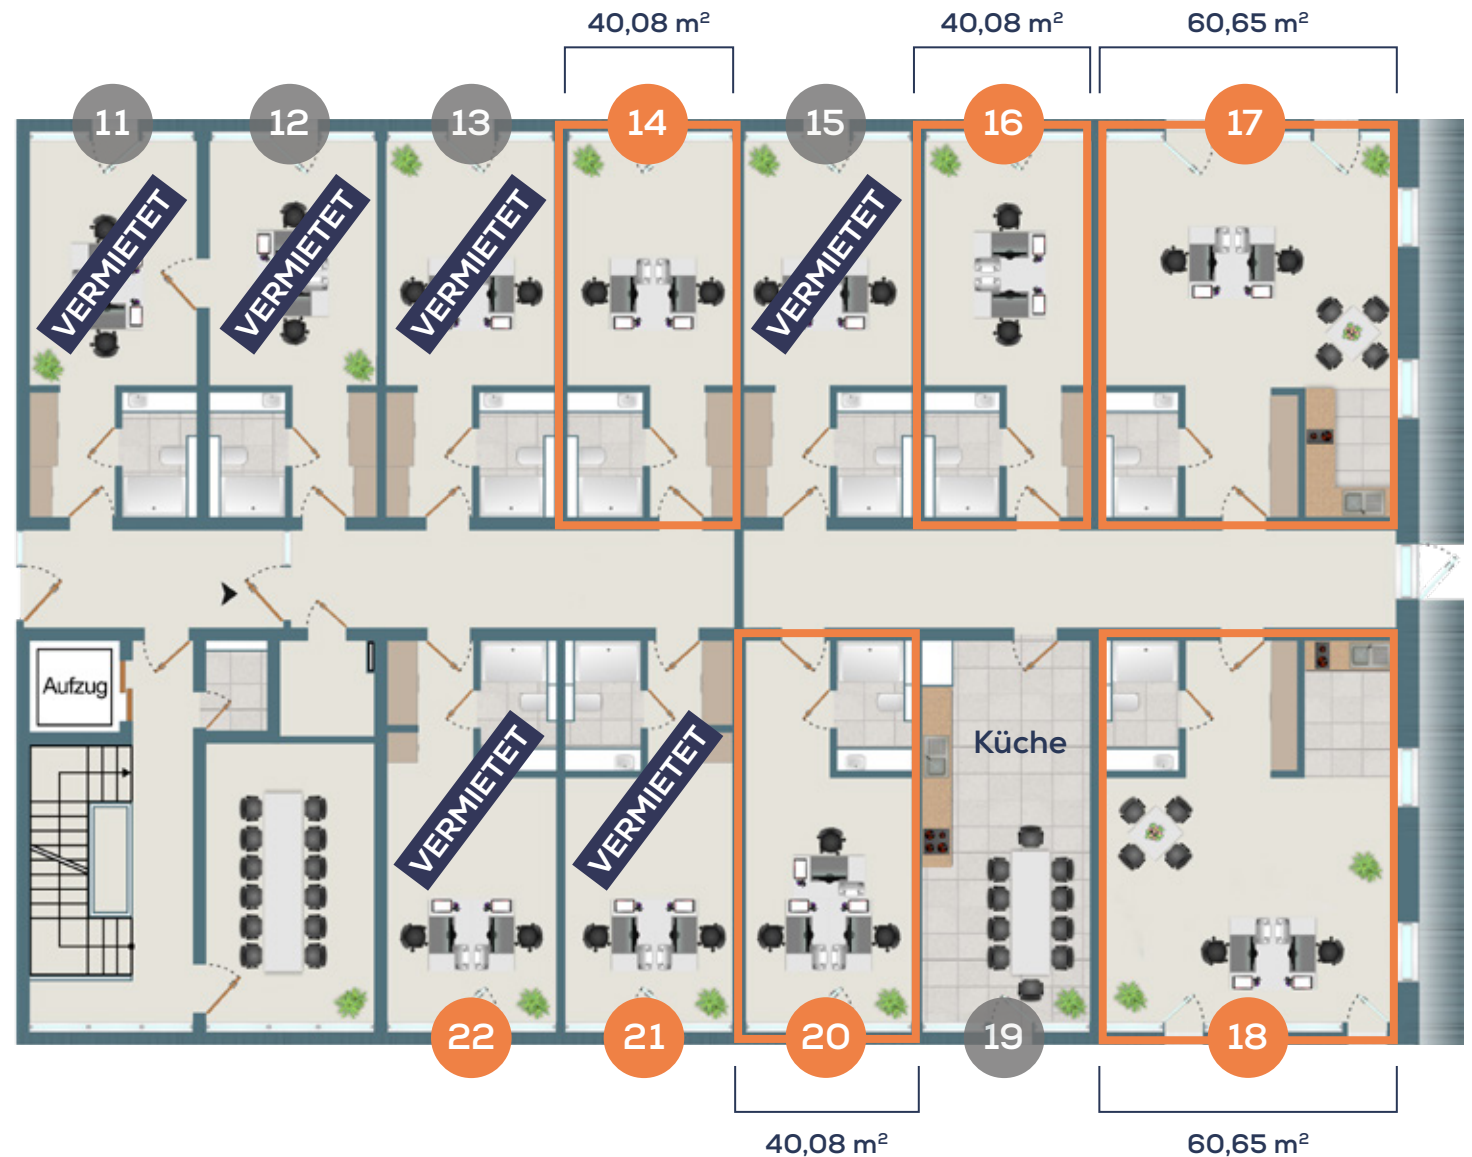 40,08 m²
40,08 m²
60,65 m²
11
12
13
14
15
16
17
VERMIETET
VERMIETET
VERMIETET
VERMIETET
Aufzug
Küche
VERMIETET
VERMIETET
22
21
20
19
18
40,08 m²
60,65 m²